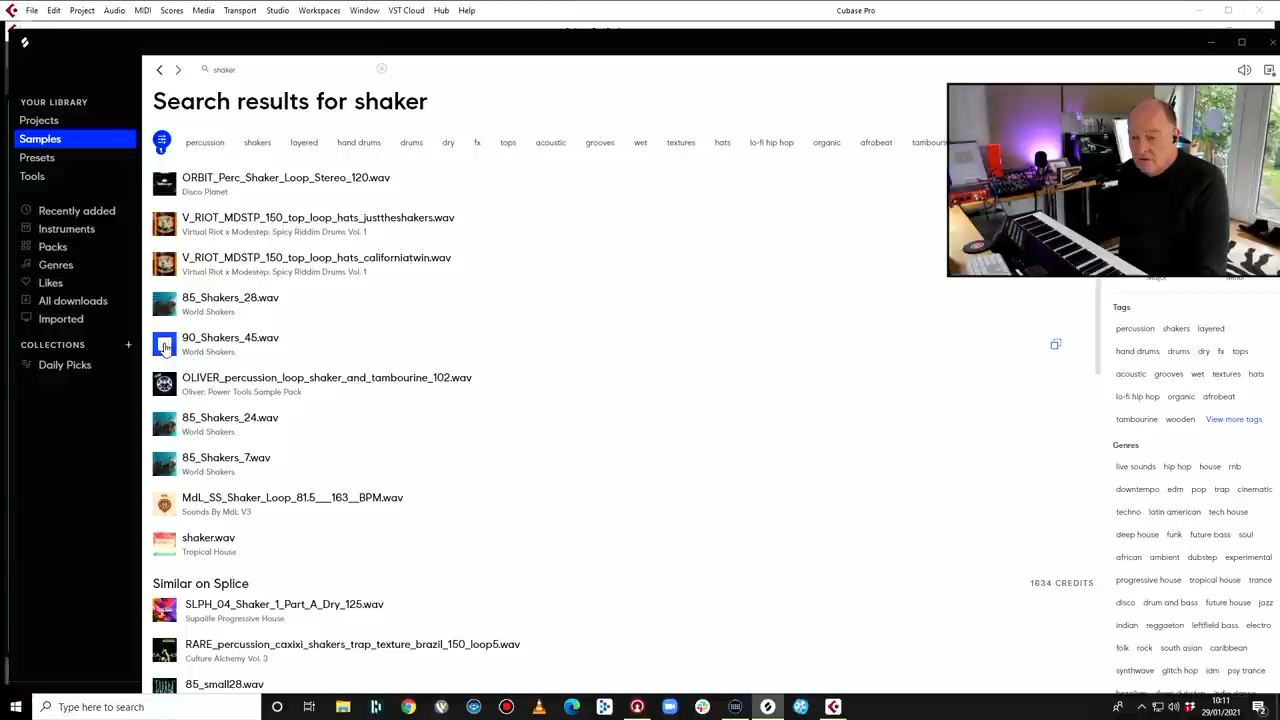 File Edit Project Audio MIDI Scores Media Transport Studio Workspaces Window VST Cloud Hub Help
Cubase Pro
shaker
YOUR LIBRARY
Projects
Samples
Presets
Tools
Recently added
Instruments
Packs
Genres
Likes
All downloads
Imported
COLLECTIONS +
Daily Picks
Search results for shaker
1
percussion shakers layered hand drums drums dry fx tops acoustic grooves wet textures hats lo-fi hip hop organic afrobeat
ORBIT_Perc_Shaker_Loop_Stereo_120.wav
Disco Planet
V_RIOT_MDSTP_150_top_loop_hats_justtheshakers.wav
Virtual Riot x Modestep: Spicy Riddim Drums Vol. 1
V_RIOT_MDSTP_150_top_loop_hats_californiatwin.wav
Virtual Riot x Modestep: Spicy Riddim Drums Vol. 1
85_Shakers_28.wav
World Shakers
90_Shakers_45.wav
World Shakers
OLIVER_percussion_loop_shaker_and_tambourine_102.wav
Oliver: Power Tools Sample Pack
85_Shakers_24.wav
World Shakers
85_Shakers_7.wav
World Shakers
MdL_SS_Shaker_Loop_81.5___163__BPM.wav
Sounds By MdL V3
shaker.wav
Tropical House
Similar on Splice
1634 CREDITS
SLPH_04_Shaker_1_Part_A_Dry_125.wav
Supalife Progressive House
RARE_percussion_caxixi_shakers_trap_texture_brazil_150_loop5.wav
Culture Alchemy Vol. 3
85_small28.wav
Tags
percussion shakers layered
hand drums drums dry fx tops
acoustic grooves wet textures hats
lo-fi hip hop organic afrobeat
tambourine wooden View more tags
Genres
live sounds hip hop house rnb
downtempo edm pop trap cinematic
techno latin american tech house
deep house funk future bass soul
african ambient dubstep experimental
progressive house tropical house trance
disco drum and bass future house jazz
indian reggaeton leftfield bass electro
folk rock south asian caribbean
synthwave glitch hop idm psy trance
Type here to search
10:11
29/01/2021
2